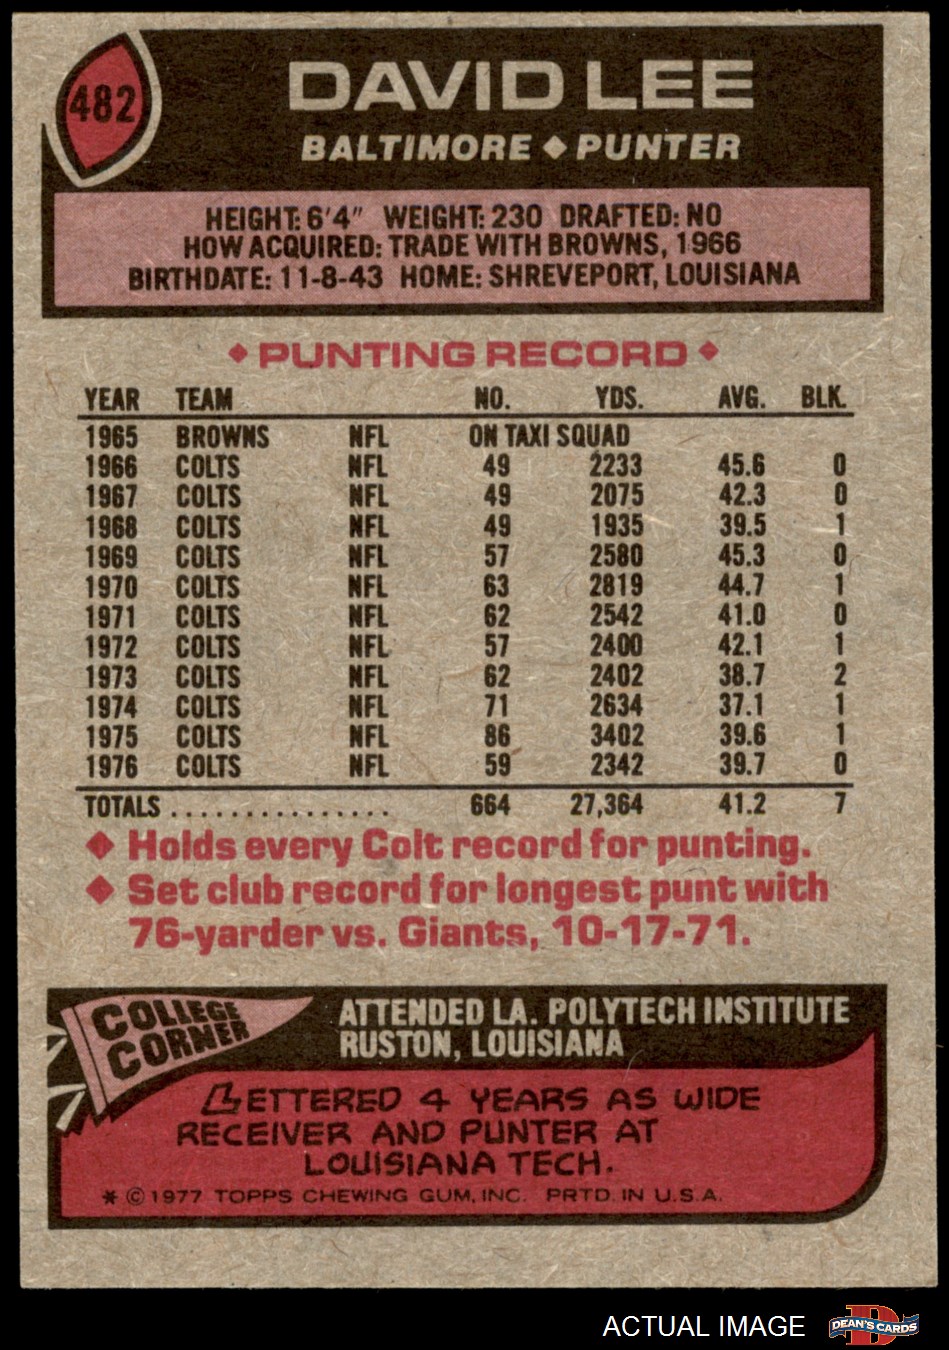 482
DAVID LEE
BALTIMORE ◆ PUNTER
HEIGHT: 6'4" WEIGHT: 230 DRAFTED: NO
HOW ACQUIRED: TRADE WITH BROWNS, 1966
BIRTHDATE: 11-8-43 HOME: SHREVEPORT, LOUISIANA
◆ PUNTING RECORD ◆
YEAR TEAM NO. YDS. AVG. BLK.
1965 BROWNS NFL ON TAXI SQUAD
1966 COLTS NFL 49 2233 45.6 0
1967 COLTS NFL 49 2075 42.3 0
1968 COLTS NFL 49 1935 39.5 1
1969 COLTS NFL 57 2580 45.3 0
1970 COLTS NFL 63 2819 44.7 1
1971 COLTS NFL 62 2542 41.0 0
1972 COLTS NFL 57 2400 42.1 1
1973 COLTS NFL 62 2402 38.7 2
1974 COLTS NFL 71 2634 37.1 1
1975 COLTS NFL 86 3402 39.6 1
1976 COLTS NFL 59 2342 39.7 0
TOTALS ............... 664 27,364 41.2 7
◆ Holds every Colt record for punting.
◆ Set club record for longest punt with
76-yarder vs. Giants, 10-17-71.
COLLEGE
CORNER
ATTENDED LA. POLYTECH INSTITUTE
RUSTON, LOUISIANA
LETTERED 4 YEARS AS WIDE
RECEIVER AND PUNTER AT
LOUISIANA TECH.
* © 1977 TOPPS CHEWING GUM, INC. PRTD. IN U.S.A.
ACTUAL IMAGE
D
DEAN'S CARDS